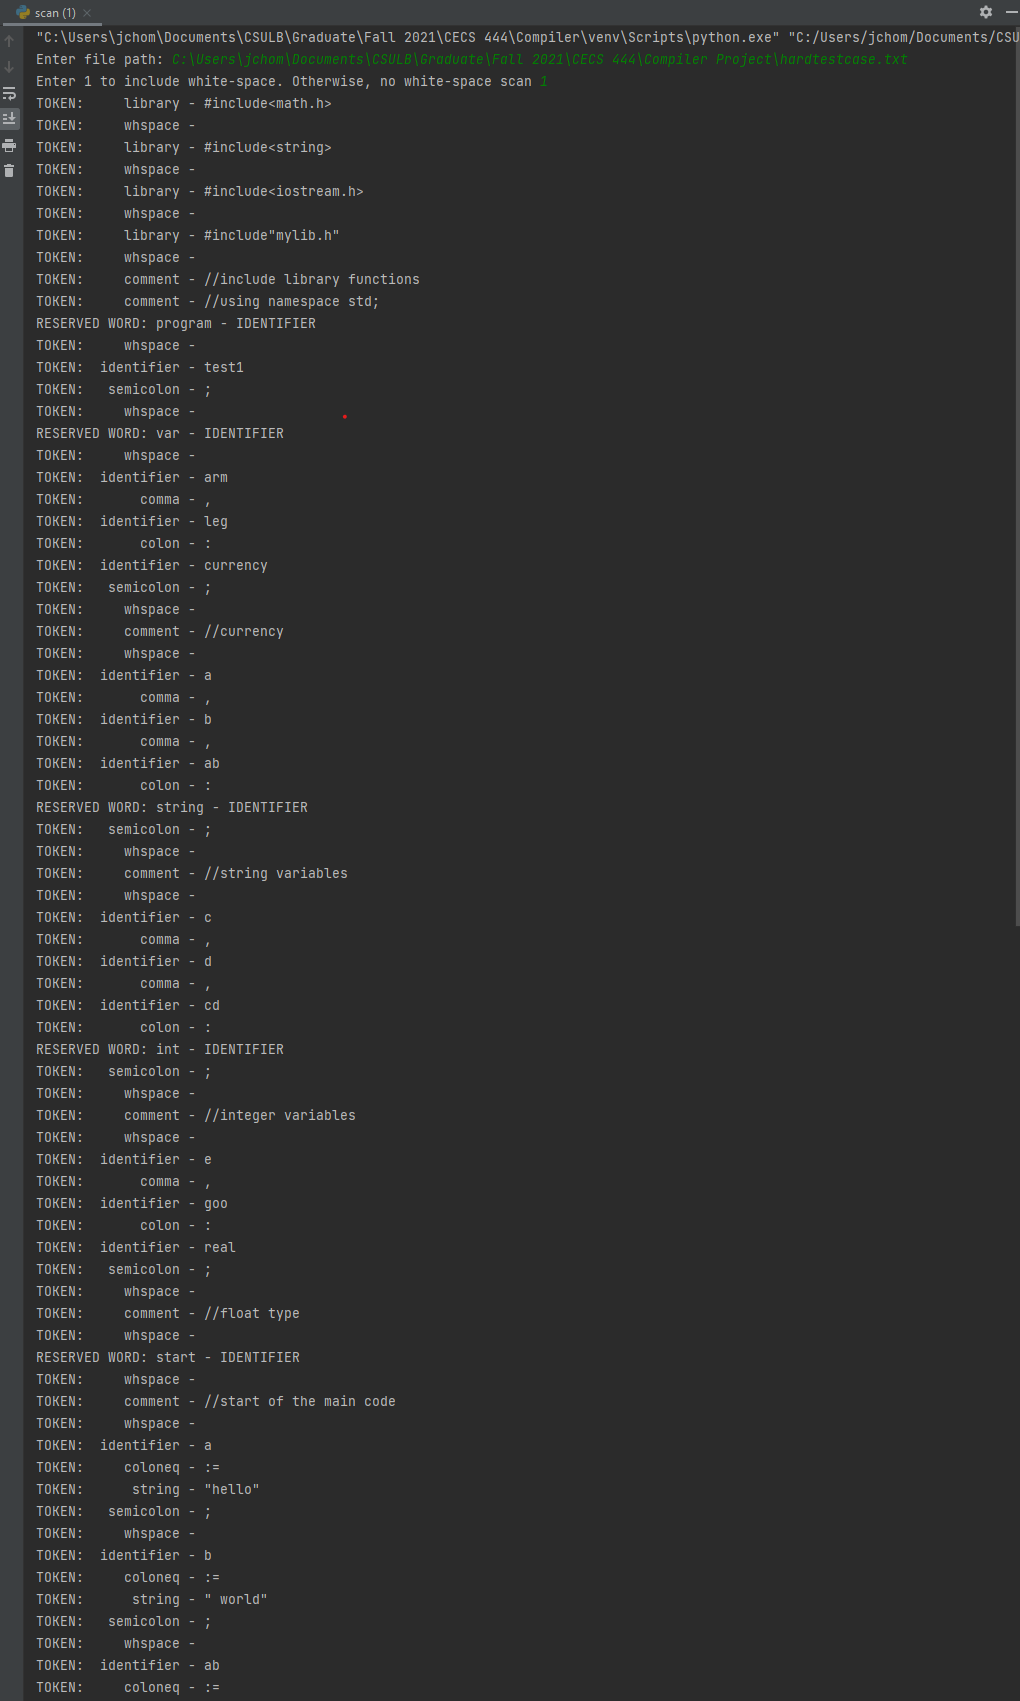 scan (1)
"C:\Users\jchom\Documents\CSULB\Graduate\Fall 2021\CECS 444\Compiler\venv\Scripts\python.exe" "C:/Users/jchom/Documents/CSU
Enter file path: C:\Users\jchom\Documents\CSULB\Graduate\Fall 2021\CECS 444\Compiler Project\hardtestcase.txt
Enter 1 to include white-space. Otherwise, no white-space scan 1
TOKEN:     library - #include<math.h>
TOKEN:     whspace -
TOKEN:     library - #include<string>
TOKEN:     whspace -
TOKEN:     library - #include<iostream.h>
TOKEN:     whspace -
TOKEN:     library - #include"mylib.h"
TOKEN:     whspace -
TOKEN:     comment - //include library functions
TOKEN:     comment - //using namespace std;
RESERVED WORD: program - IDENTIFIER
TOKEN:     whspace -
TOKEN:  identifier - test1
TOKEN:   semicolon - ;
TOKEN:     whspace -
RESERVED WORD: var - IDENTIFIER
TOKEN:     whspace -
TOKEN:  identifier - arm
TOKEN:       comma - ,
TOKEN:  identifier - leg
TOKEN:       colon - :
TOKEN:  identifier - currency
TOKEN:   semicolon - ;
TOKEN:     whspace -
TOKEN:     comment - //currency
TOKEN:     whspace -
TOKEN:  identifier - a
TOKEN:       comma - ,
TOKEN:  identifier - b
TOKEN:       comma - ,
TOKEN:  identifier - ab
TOKEN:       colon - :
RESERVED WORD: string - IDENTIFIER
TOKEN:   semicolon - ;
TOKEN:     whspace -
TOKEN:     comment - //string variables
TOKEN:     whspace -
TOKEN:  identifier - c
TOKEN:       comma - ,
TOKEN:  identifier - d
TOKEN:       comma - ,
TOKEN:  identifier - cd
TOKEN:       colon - :
RESERVED WORD: int - IDENTIFIER
TOKEN:   semicolon - ;
TOKEN:     whspace -
TOKEN:     comment - //integer variables
TOKEN:     whspace -
TOKEN:  identifier - e
TOKEN:       comma - ,
TOKEN:  identifier - goo
TOKEN:       colon - :
TOKEN:  identifier - real
TOKEN:   semicolon - ;
TOKEN:     whspace -
TOKEN:     comment - //float type
TOKEN:     whspace -
RESERVED WORD: start - IDENTIFIER
TOKEN:     whspace -
TOKEN:     comment - //start of the main code
TOKEN:     whspace -
TOKEN:  identifier - a
TOKEN:     coloneq - :=
TOKEN:      string - "hello"
TOKEN:   semicolon - ;
TOKEN:     whspace -
TOKEN:  identifier - b
TOKEN:     coloneq - :=
TOKEN:      string - " world"
TOKEN:   semicolon - ;
TOKEN:     whspace -
TOKEN:  identifier - ab
TOKEN:     coloneq - :=